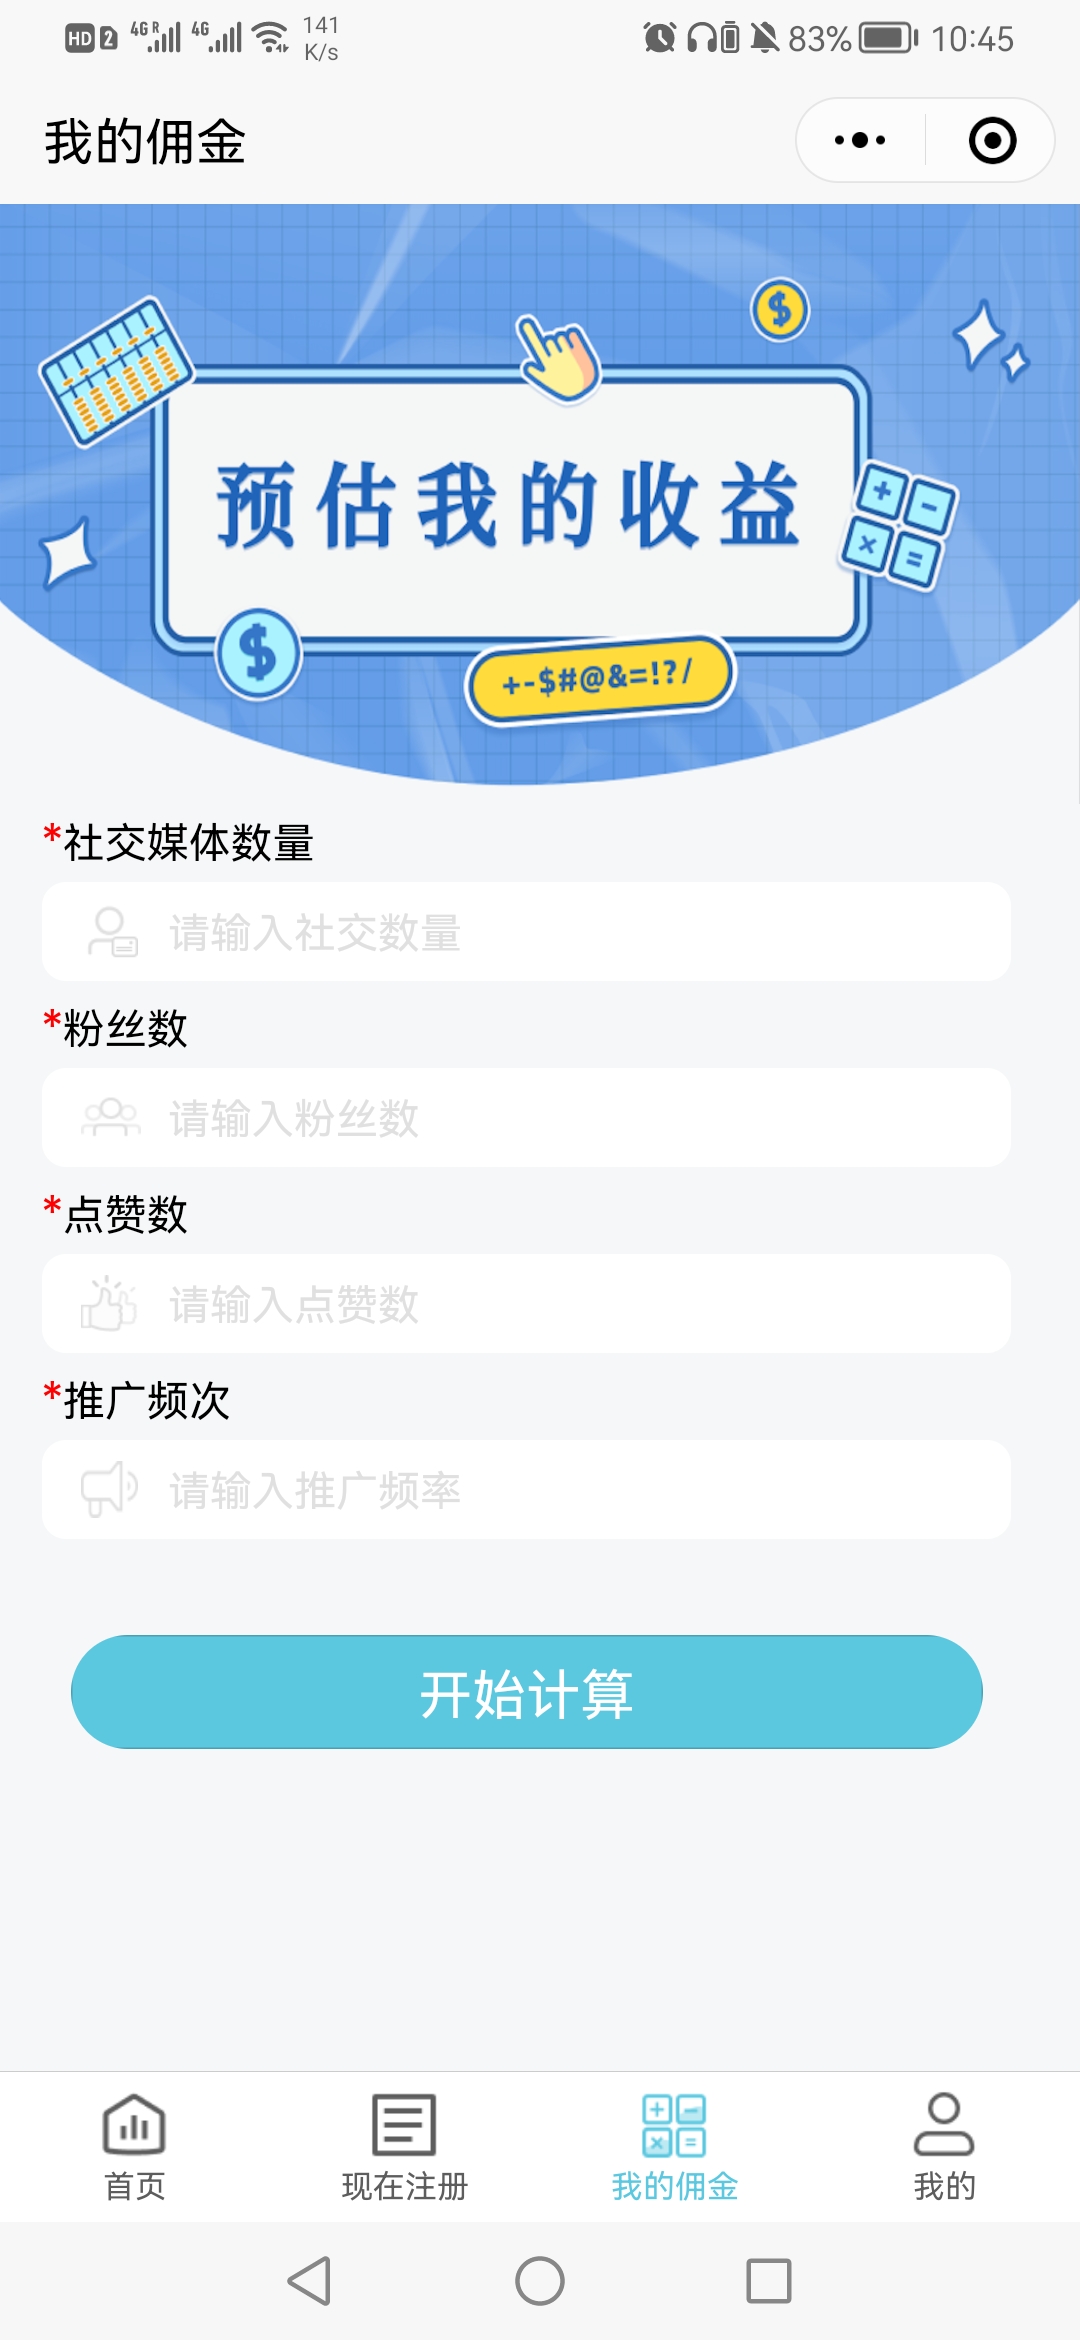 HD 2 4G R 4G 141 K/s 83% 10:45
我的佣金
$
预估我的收益
+ -
× =
$
+-$#@&=!?/
*社交媒体数量
请输入社交数量
*粉丝数
请输入粉丝数
*点赞数
请输入点赞数
*推广频次
请输入推广频率
开始计算
首页 现在注册 我的佣金 我的